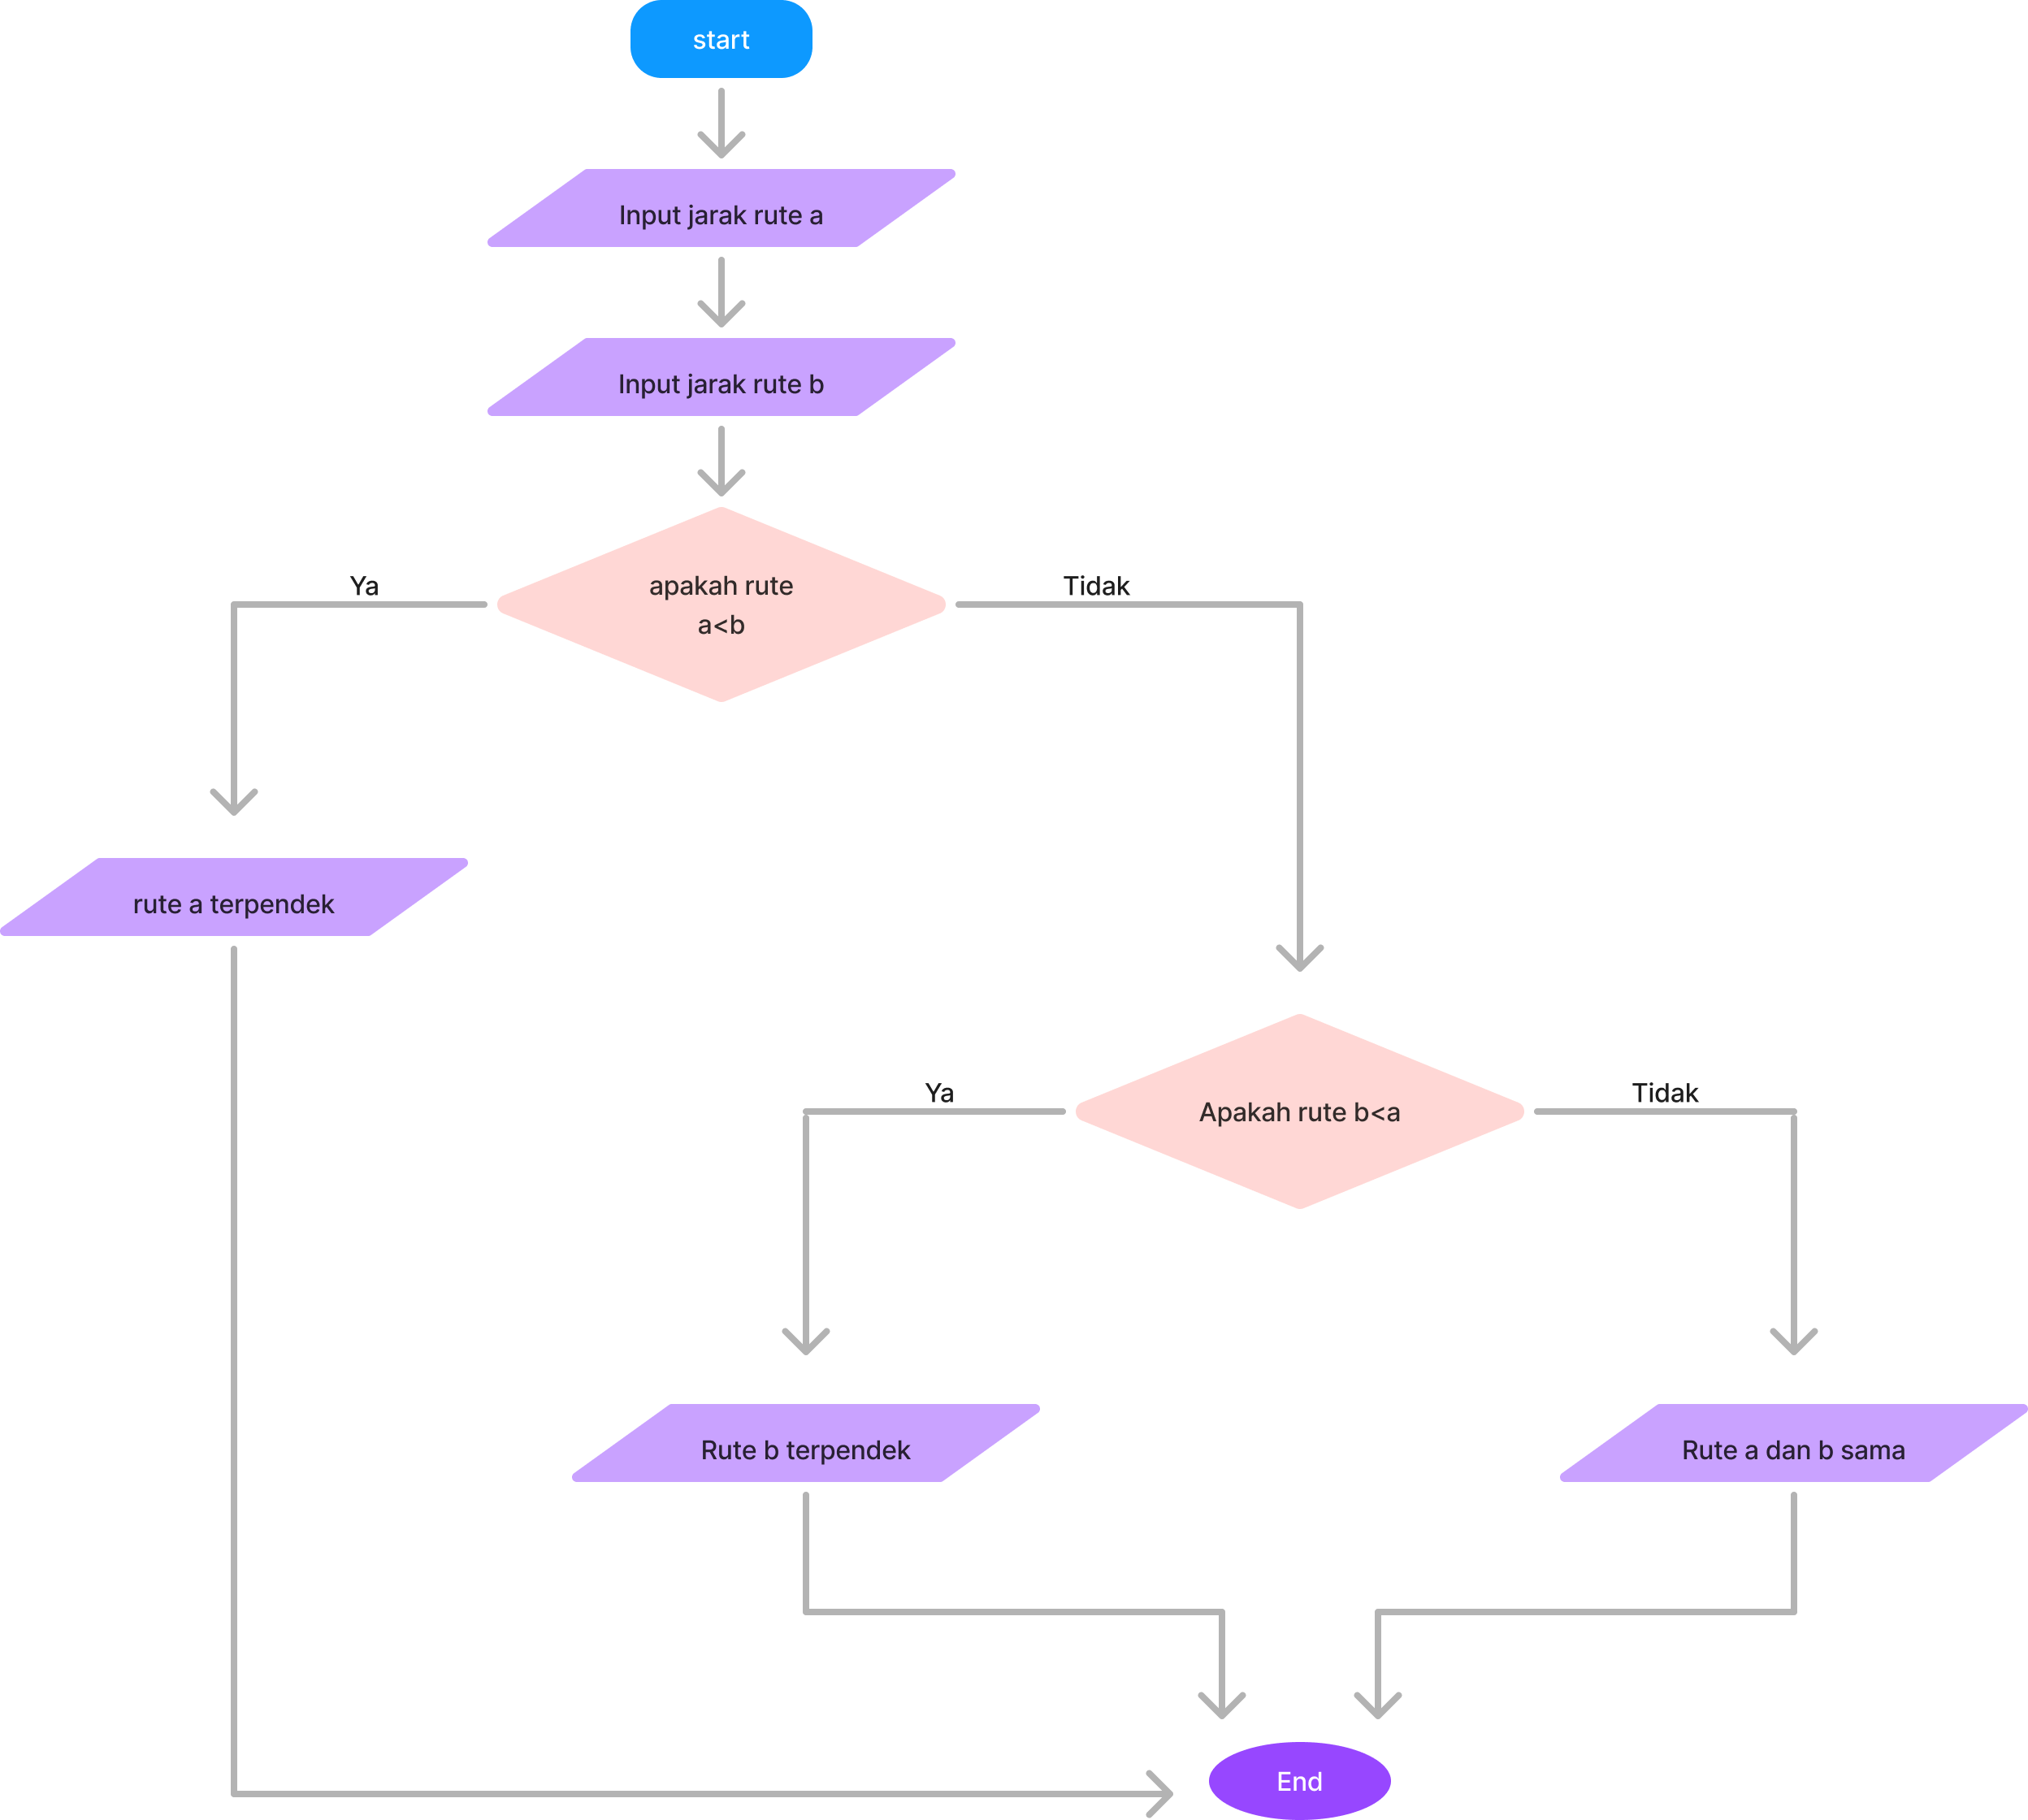 start
Input jarak rute a
Input jarak rute b
Ya
apakah rute
a<b
Tidak
rute a terpendek
Ya
Apakah rute b<a
Tidak
Rute b terpendek
Rute a dan b sama
End